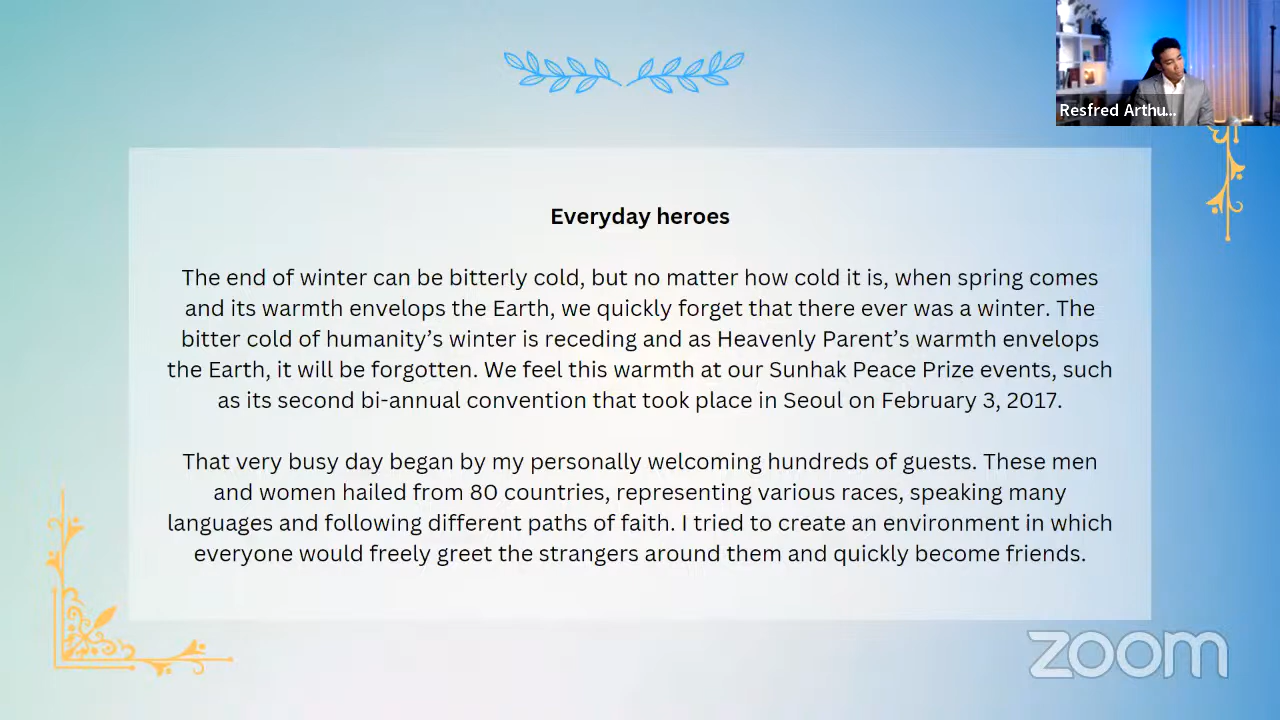 Resfred Arthu...
Everyday heroes
The end of winter can be bitterly cold, but no matter how cold it is, when spring comes
and its warmth envelops the Earth, we quickly forget that there ever was a winter. The
bitter cold of humanity’s winter is receding and as Heavenly Parent’s warmth envelops
the Earth, it will be forgotten. We feel this warmth at our Sunhak Peace Prize events, such
as its second bi-annual convention that took place in Seoul on February 3, 2017.
That very busy day began by my personally welcoming hundreds of guests. These men
and women hailed from 80 countries, representing various races, speaking many
languages and following different paths of faith. I tried to create an environment in which
everyone would freely greet the strangers around them and quickly become friends.
zoom